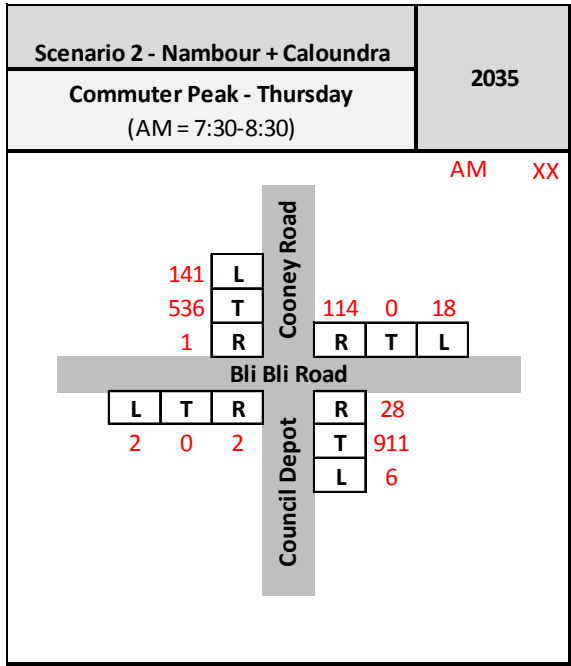 Scenario 2 - Nambour + Caloundra
2035
Commuter Peak - Thursday
(AM = 7:30-8:30)
AM XX
Cooney Road
141 L
536 T
1 R
114 0 18
R T L
Bli Bli Road
L T R
2 0 2
R 28
T 911
L 6
Council Depot